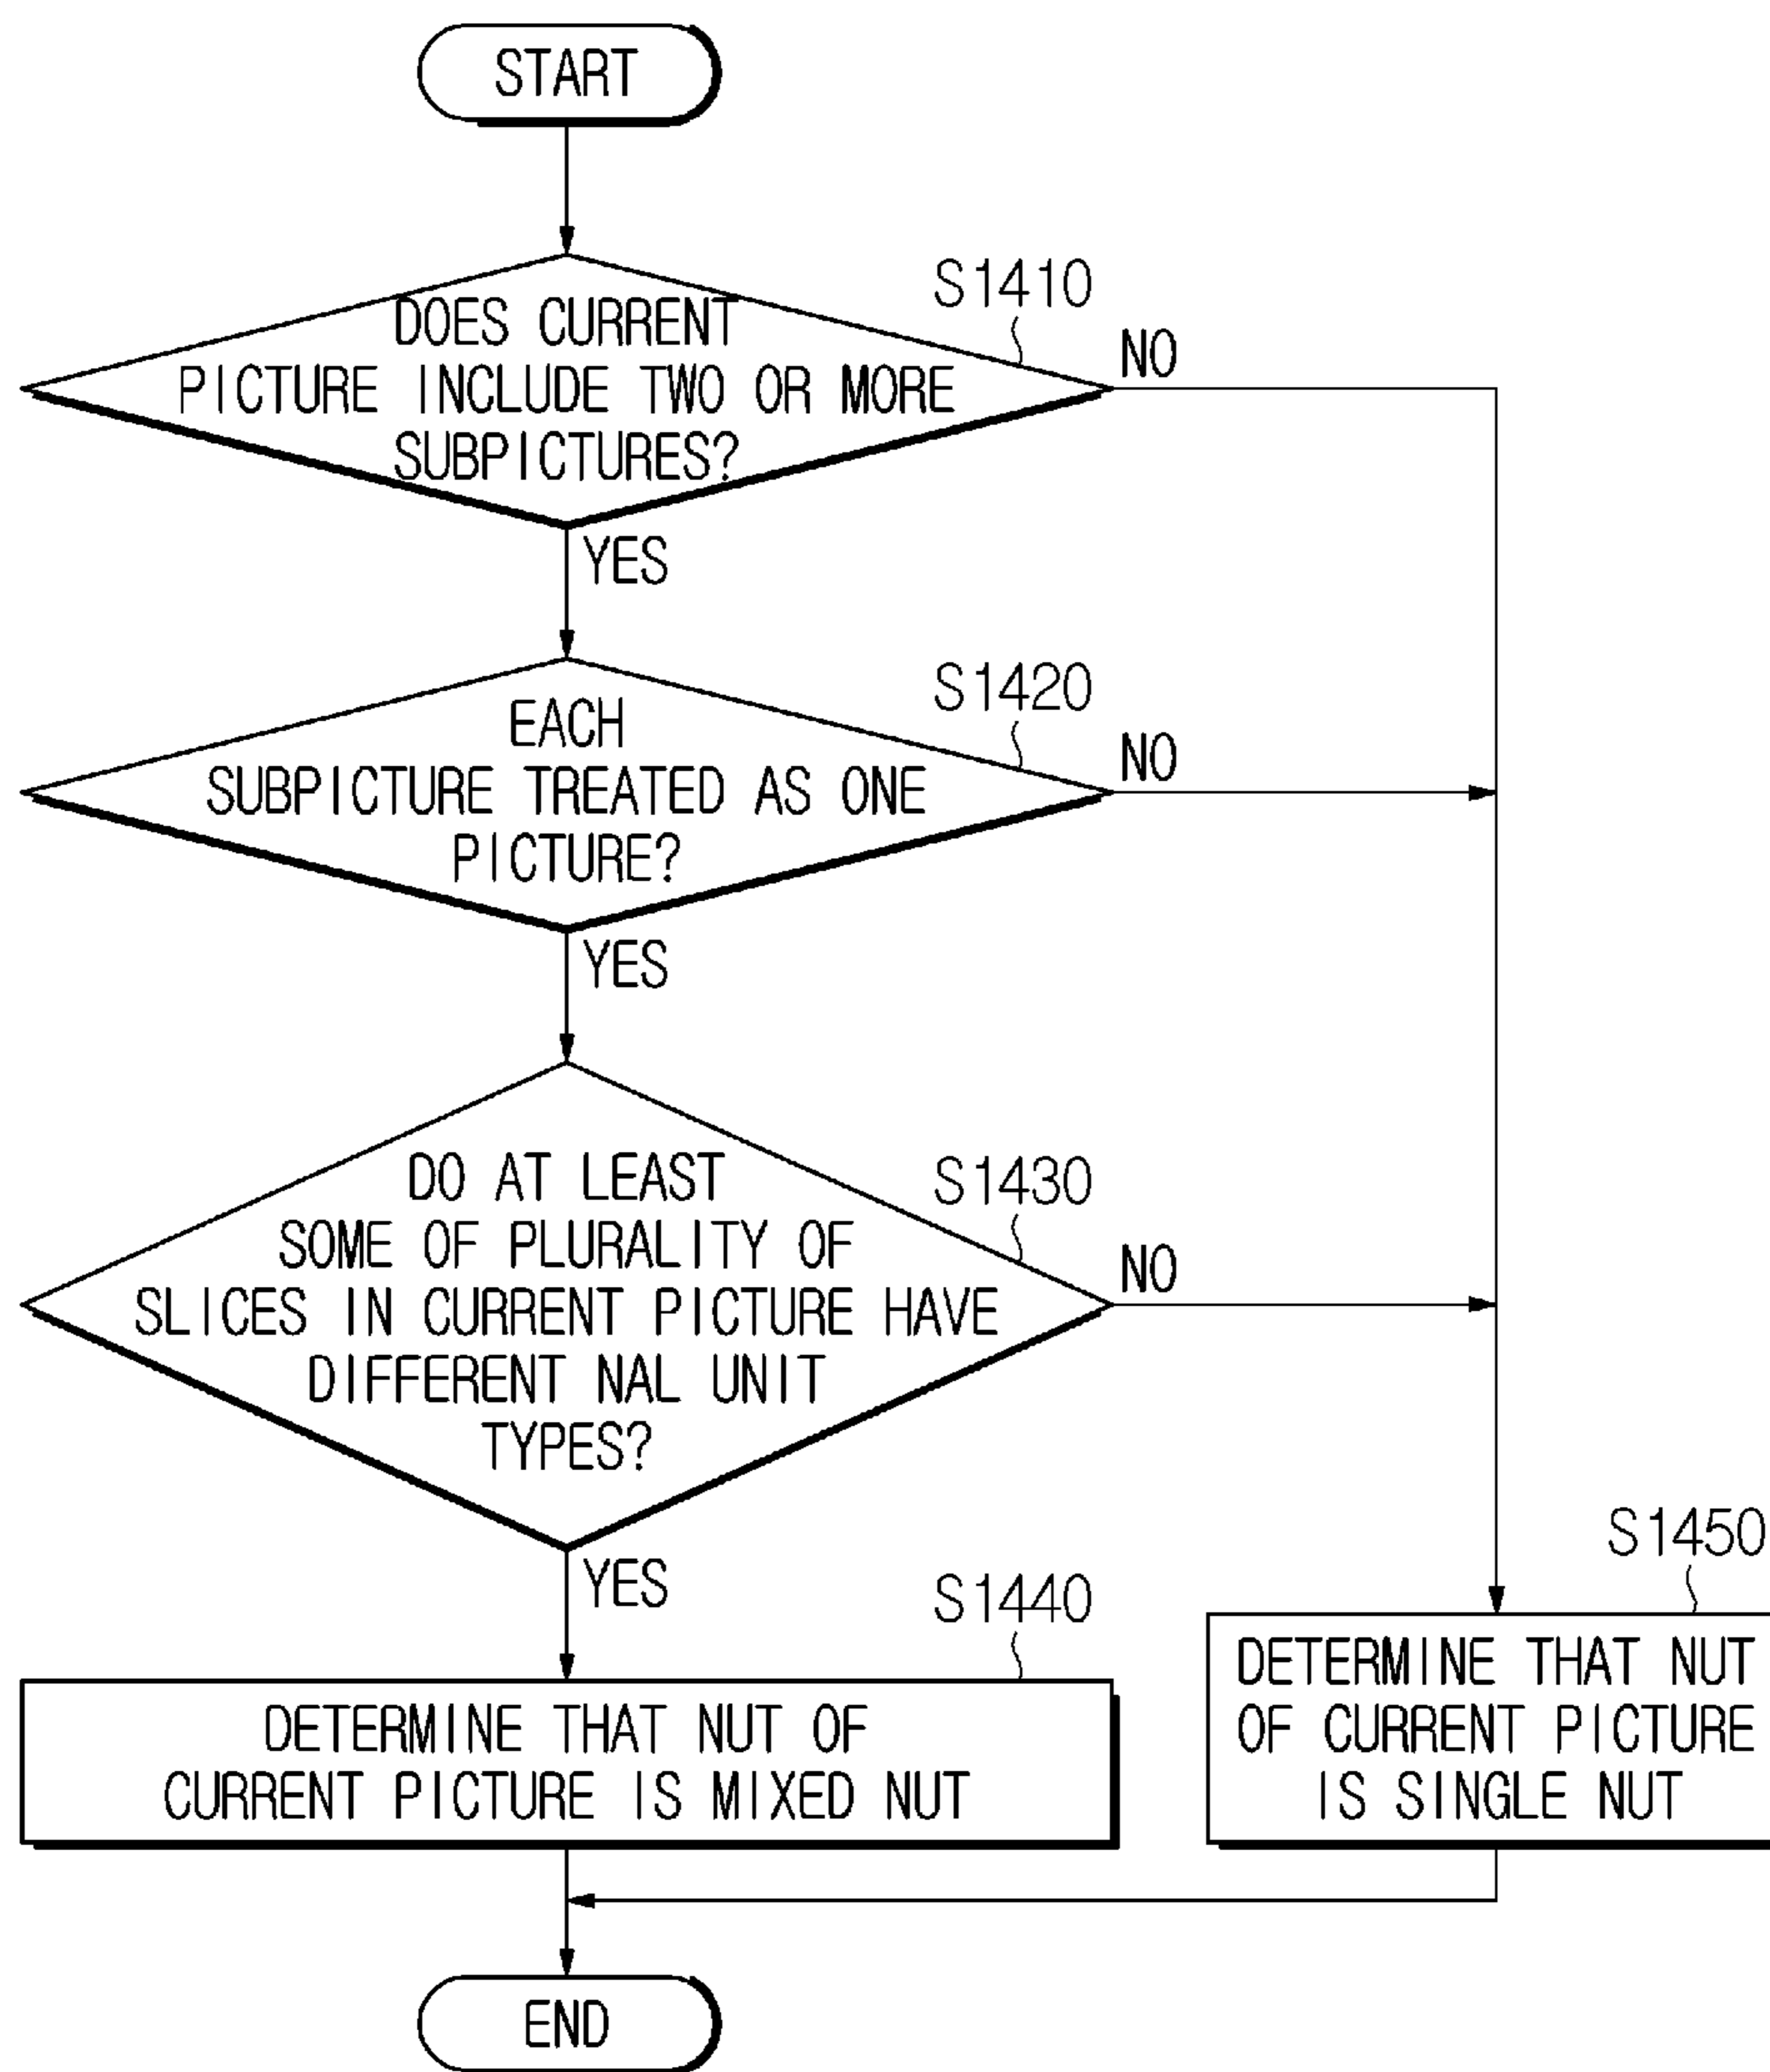 START
S1410
DOES CURRENT
PICTURE INCLUDE TWO OR MORE
SUBPICTURES?
NO
YES
S1420
EACH
SUBPICTURE TREATED AS ONE
PICTURE?
NO
YES
S1430
DO AT LEAST
SOME OF PLURALITY OF
SLICES IN CURRENT PICTURE HAVE
DIFFERENT NAL UNIT
TYPES?
NO
YES
S1440
DETERMINE THAT NUT OF
CURRENT PICTURE IS MIXED NUT
S1450
DETERMINE THAT NUT
OF CURRENT PICTURE
IS SINGLE NUT
END